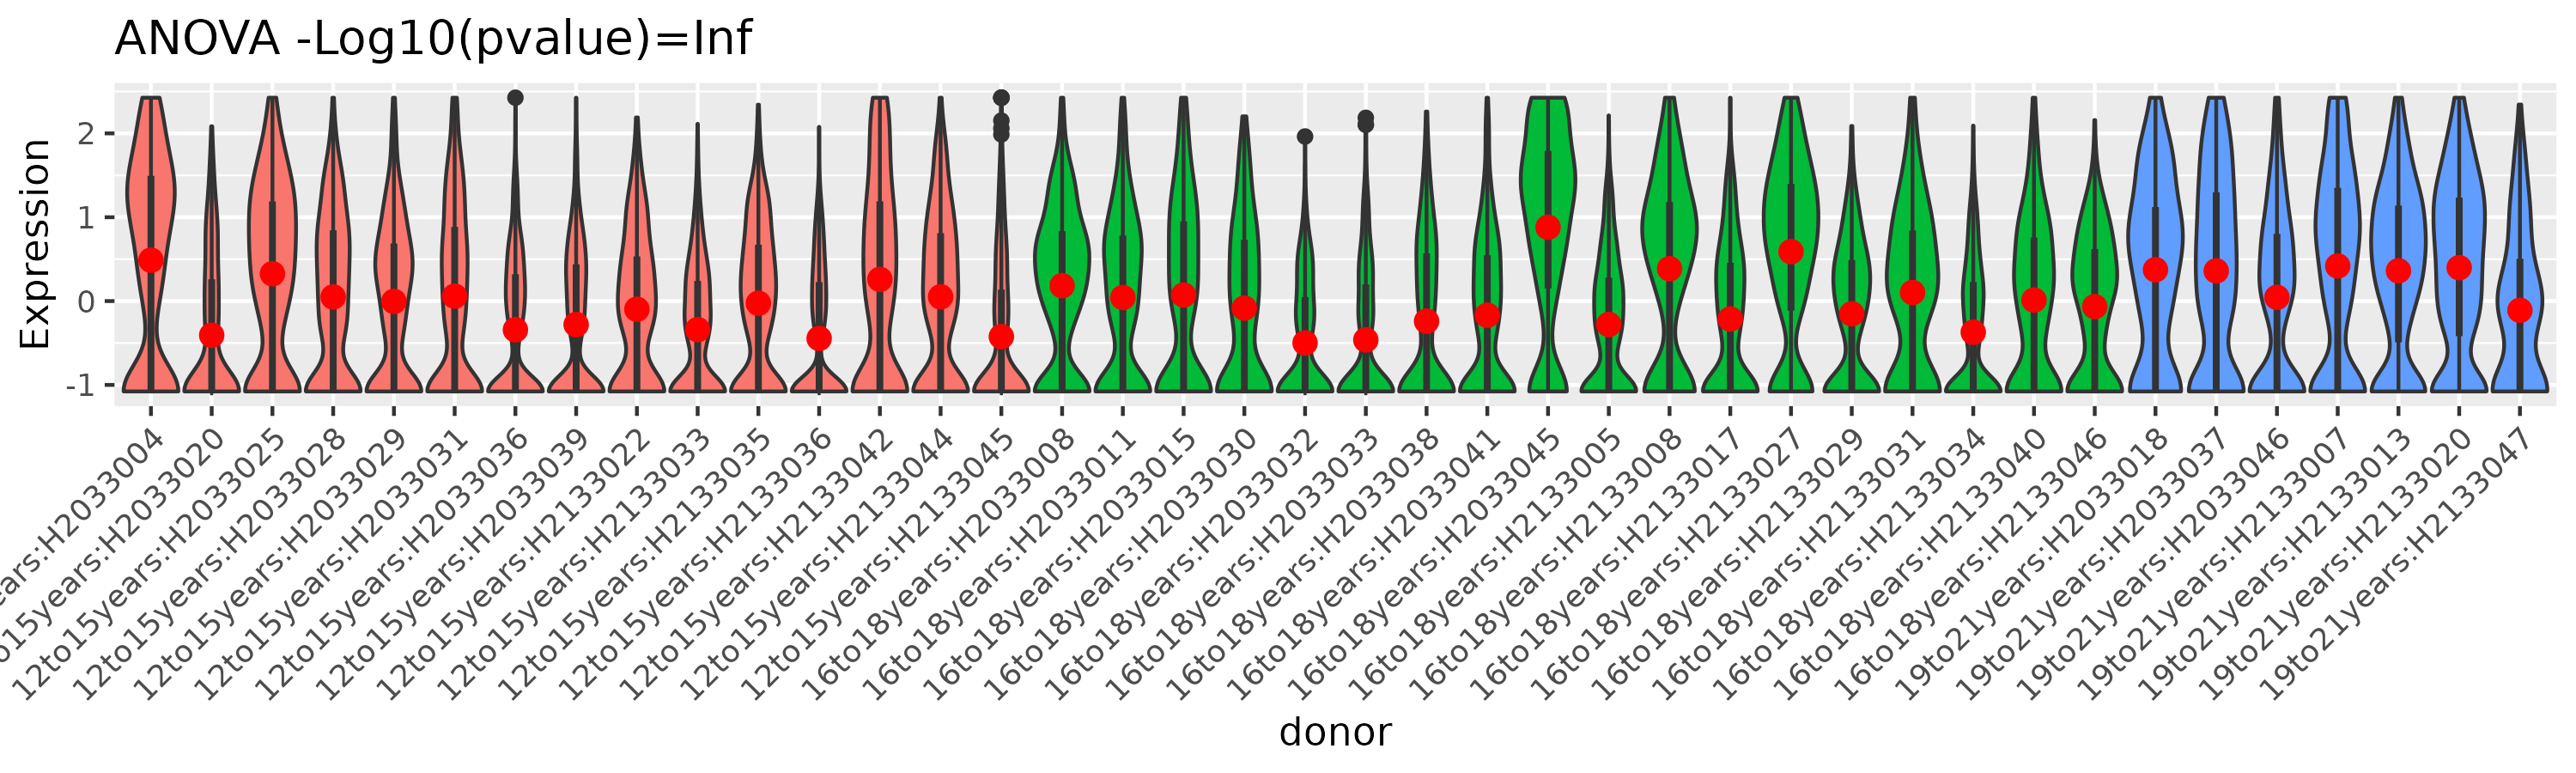 ANOVA -Log10(pvalue)=Inf
Expression
2
1
0
-1
ears:H2033004
o15years:H2033020
12to15years:H2033025
12to15years:H2033028
12to15years:H2033029
12to15years:H2033031
12to15years:H2033036
12to15years:H2033039
12to15years:H2133022
12to15years:H2133033
12to15years:H2133035
12to15years:H2133036
12to15years:H2133042
12to15years:H2133044
12to15years:H2133045
16to18years:H2033008
16to18years:H2033011
16to18years:H2033015
16to18years:H2033030
16to18years:H2033032
16to18years:H2033033
16to18years:H2033038
16to18years:H2033041
16to18years:H2033045
16to18years:H2133005
16to18years:H2133008
16to18years:H2133017
16to18years:H2133027
16to18years:H2133029
16to18years:H2133031
16to18years:H2133034
16to18years:H2133040
16to18years:H2133046
19to21years:H2033018
19to21years:H2033037
19to21years:H2033046
19to21years:H2133007
19to21years:H2133013
19to21years:H2133020
19to21years:H2133047
donor